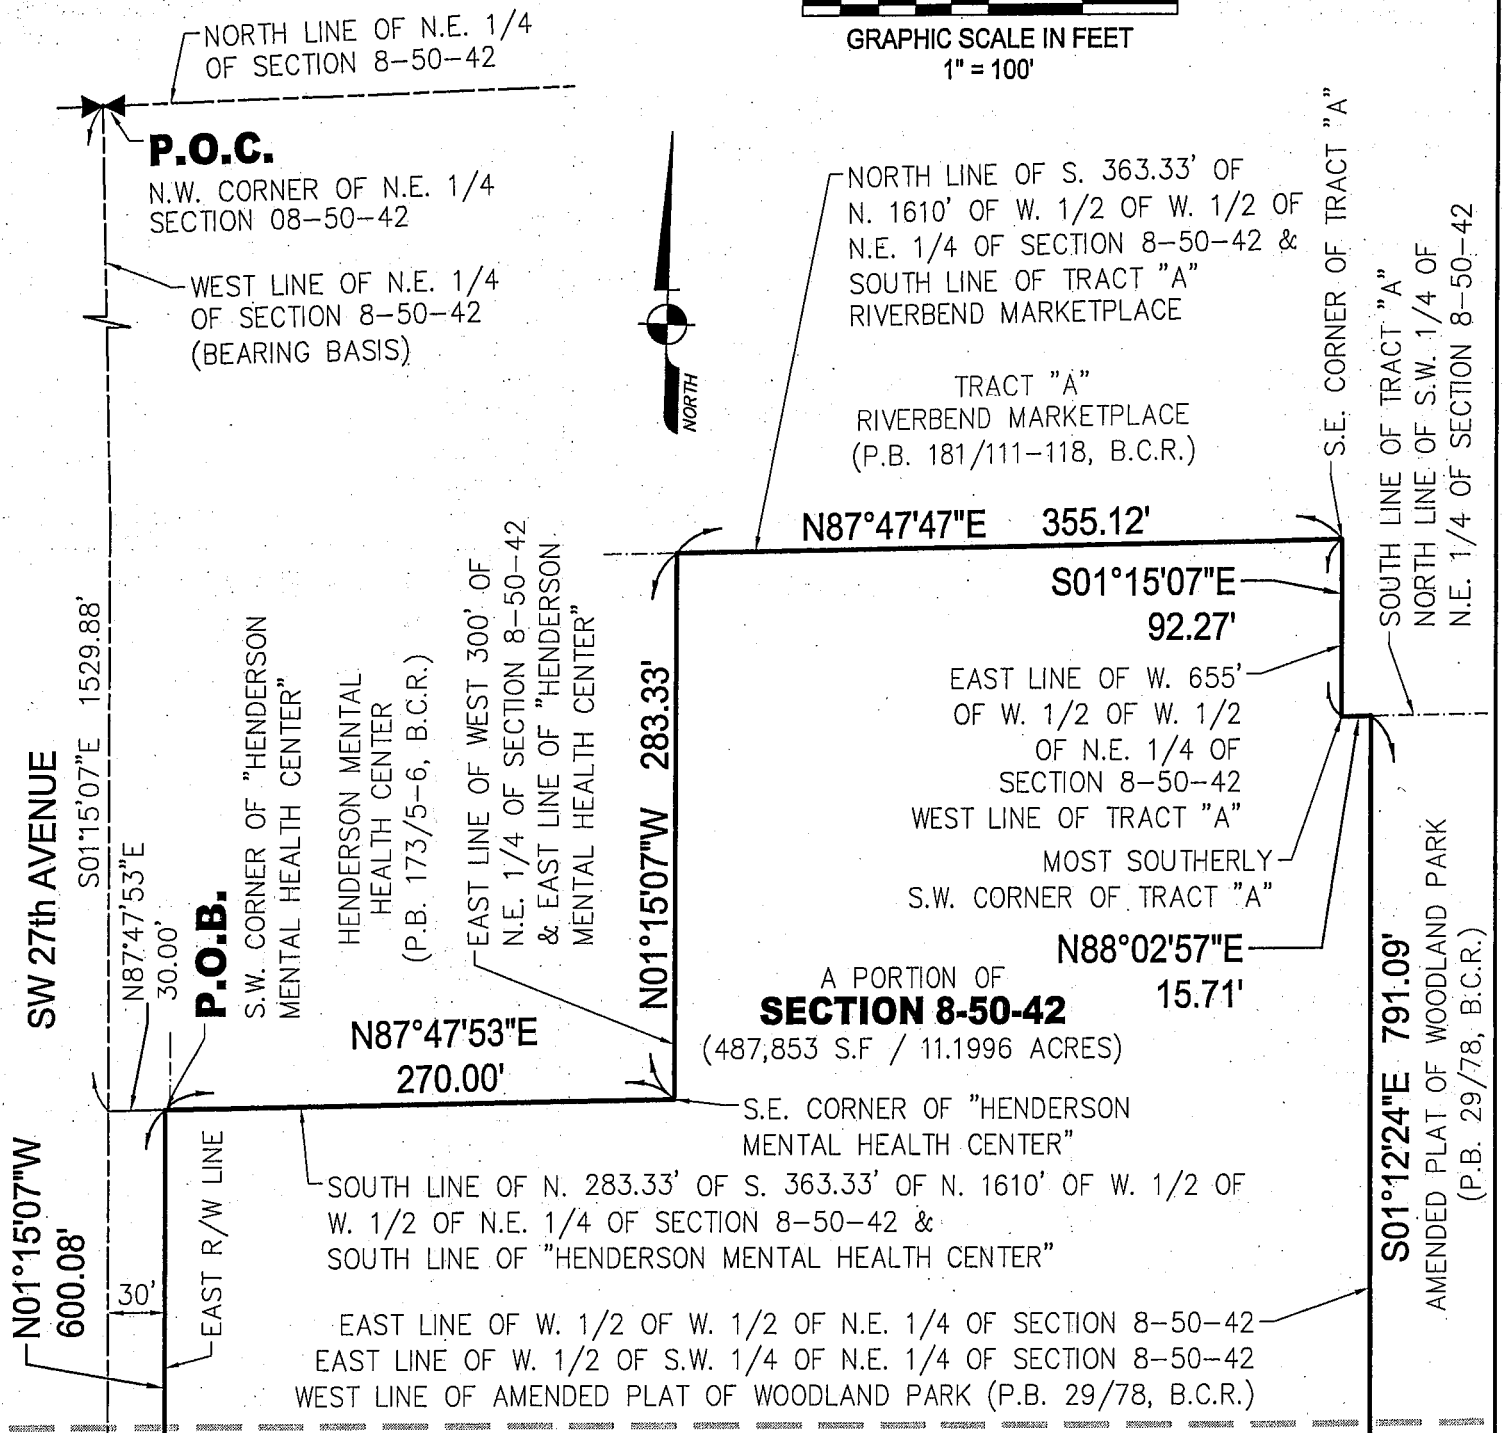 NORTH LINE OF N.E. 1/4
OF SECTION 8-50-42
GRAPHIC SCALE IN FEET
1" = 100'
P.O.C.
N.W. CORNER OF N.E. 1/4
SECTION 08-50-42
WEST LINE OF N.E. 1/4
OF SECTION 8-50-42
(BEARING BASIS)
NORTH
NORTH LINE OF S. 363.33' OF
N. 1610' OF W. 1/2 OF W. 1/2 OF
N.E. 1/4 OF SECTION 8-50-42 &
SOUTH LINE OF TRACT "A"
RIVERBEND MARKETPLACE
TRACT "A"
RIVERBEND MARKETPLACE
(P.B. 181/111-118, B.C.R.)
S.E. CORNER OF TRACT "A"
SOUTH LINE OF TRACT "A"
NORTH LINE OF S.W. 1/4 OF
N.E. 1/4 OF SECTION 8-50-42
N87°47'47"E 355.12'
S01°15'07"E
92.27'
EAST LINE OF W. 655'
OF W. 1/2 OF W. 1/2
OF N.E. 1/4 OF
SECTION 8-50-42
WEST LINE OF TRACT "A"
MOST SOUTHERLY
S.W. CORNER OF TRACT "A"
N88°02'57"E
15.71'
SW 27th AVENUE
S01°15'07"E 1529.88'
N87°47'53"E
30.00'
P.O.B.
S.W. CORNER OF "HENDERSON
MENTAL HEALTH CENTER"
HENDERSON MENTAL
HEALTH CENTER
(P.B. 173/5-6, B.C.R.)
EAST LINE OF WEST 300' OF
N.E. 1/4 OF SECTION 8-50-42
& EAST LINE OF "HENDERSON
MENTAL HEALTH CENTER"
N01°15'07"W 283.33'
N87°47'53"E
270.00'
A PORTION OF
SECTION 8-50-42
(487,853 S.F / 11.1996 ACRES)
S.E. CORNER OF "HENDERSON
MENTAL HEALTH CENTER"
SOUTH LINE OF N. 283.33' OF S. 363.33' OF N. 1610' OF W. 1/2 OF
W. 1/2 OF N.E. 1/4 OF SECTION 8-50-42 &
SOUTH LINE OF "HENDERSON MENTAL HEALTH CENTER"
N01°15'07"W
600.08'
30'
EAST R/W LINE
EAST LINE OF W. 1/2 OF W. 1/2 OF N.E. 1/4 OF SECTION 8-50-42
EAST LINE OF W. 1/2 OF S.W. 1/4 OF N.E. 1/4 OF SECTION 8-50-42
WEST LINE OF AMENDED PLAT OF WOODLAND PARK (P.B. 29/78, B.C.R.)
S01°12'24"E 791.09'
AMENDED PLAT OF WOODLAND PARK
(P.B. 29/78, B.C.R.)